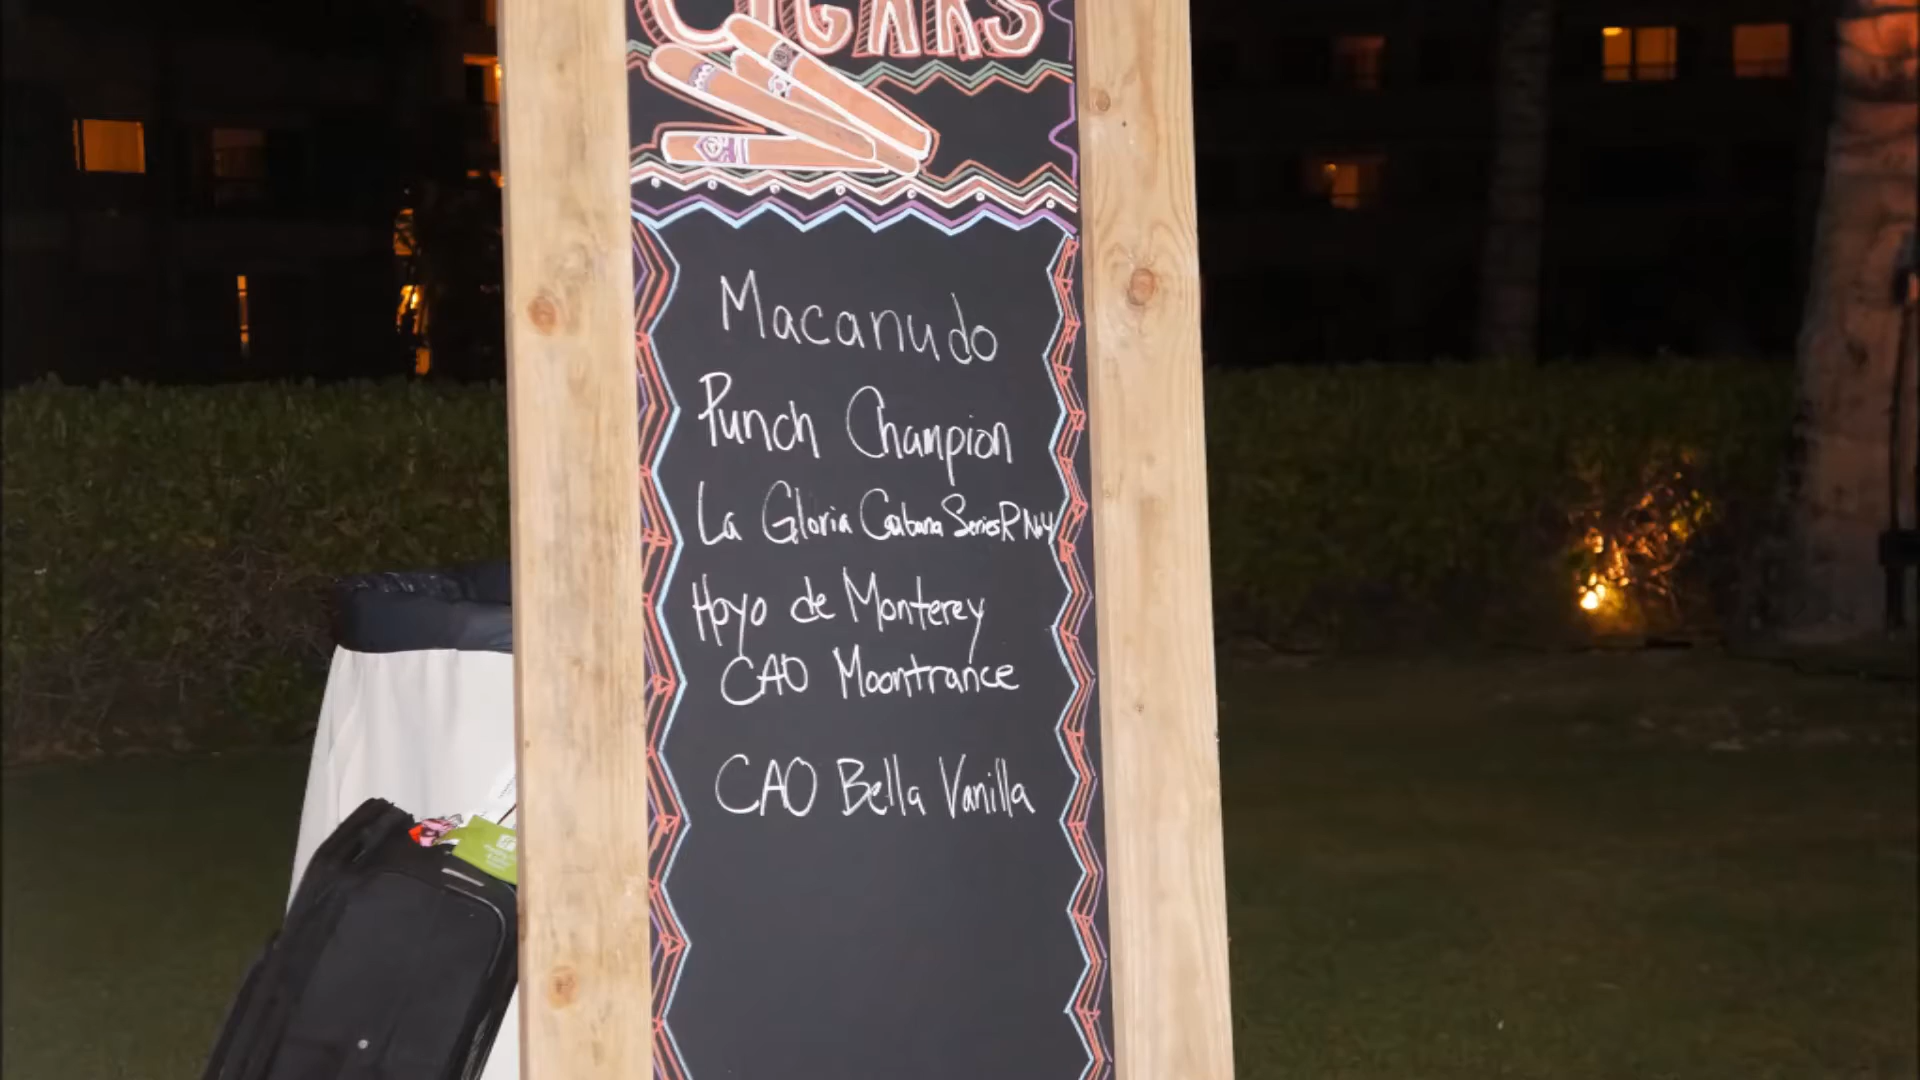 CIGARS
Macanudo
Punch Champion
La Gloria Cubana Series R No4
Hoyo de Monterey
CAO Moontrance
CAO Bella Vanilla